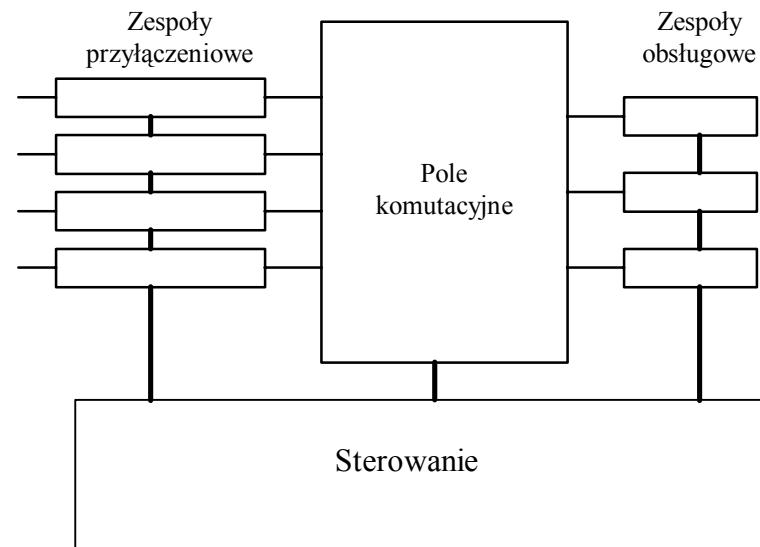 Zespoły
przyłączeniowe
Zespoły
obsługowe
Pole
komutacyjne
Sterowanie